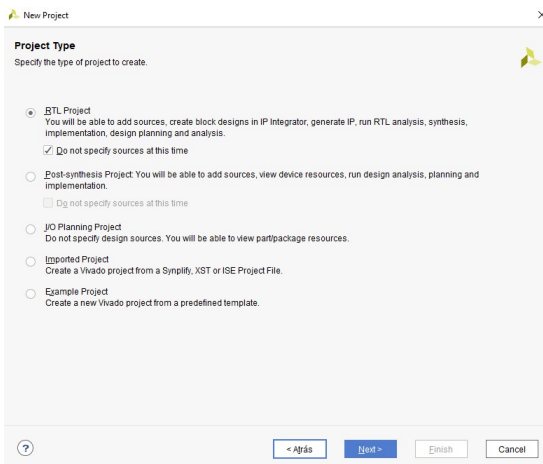 New Project
Project Type
Specify the type of project to create.
RTL Project
You will be able to add sources, create block designs in IP Integrator, generate IP, run RTL analysis, synthesis,
implementation, design planning and analysis.
Do not specify sources at this time
Post-synthesis Project: You will be able to add sources, view device resources, run design analysis, planning and
implementation.
Do not specify sources at this time
I/O Planning Project
Do not specify design sources. You will be able to view part/package resources.
Imported Project
Create a Vivado project from a Synplify, XST or ISE Project File.
Example Project
Create a new Vivado project from a predefined template.
? < Atrás Next > Finish Cancel